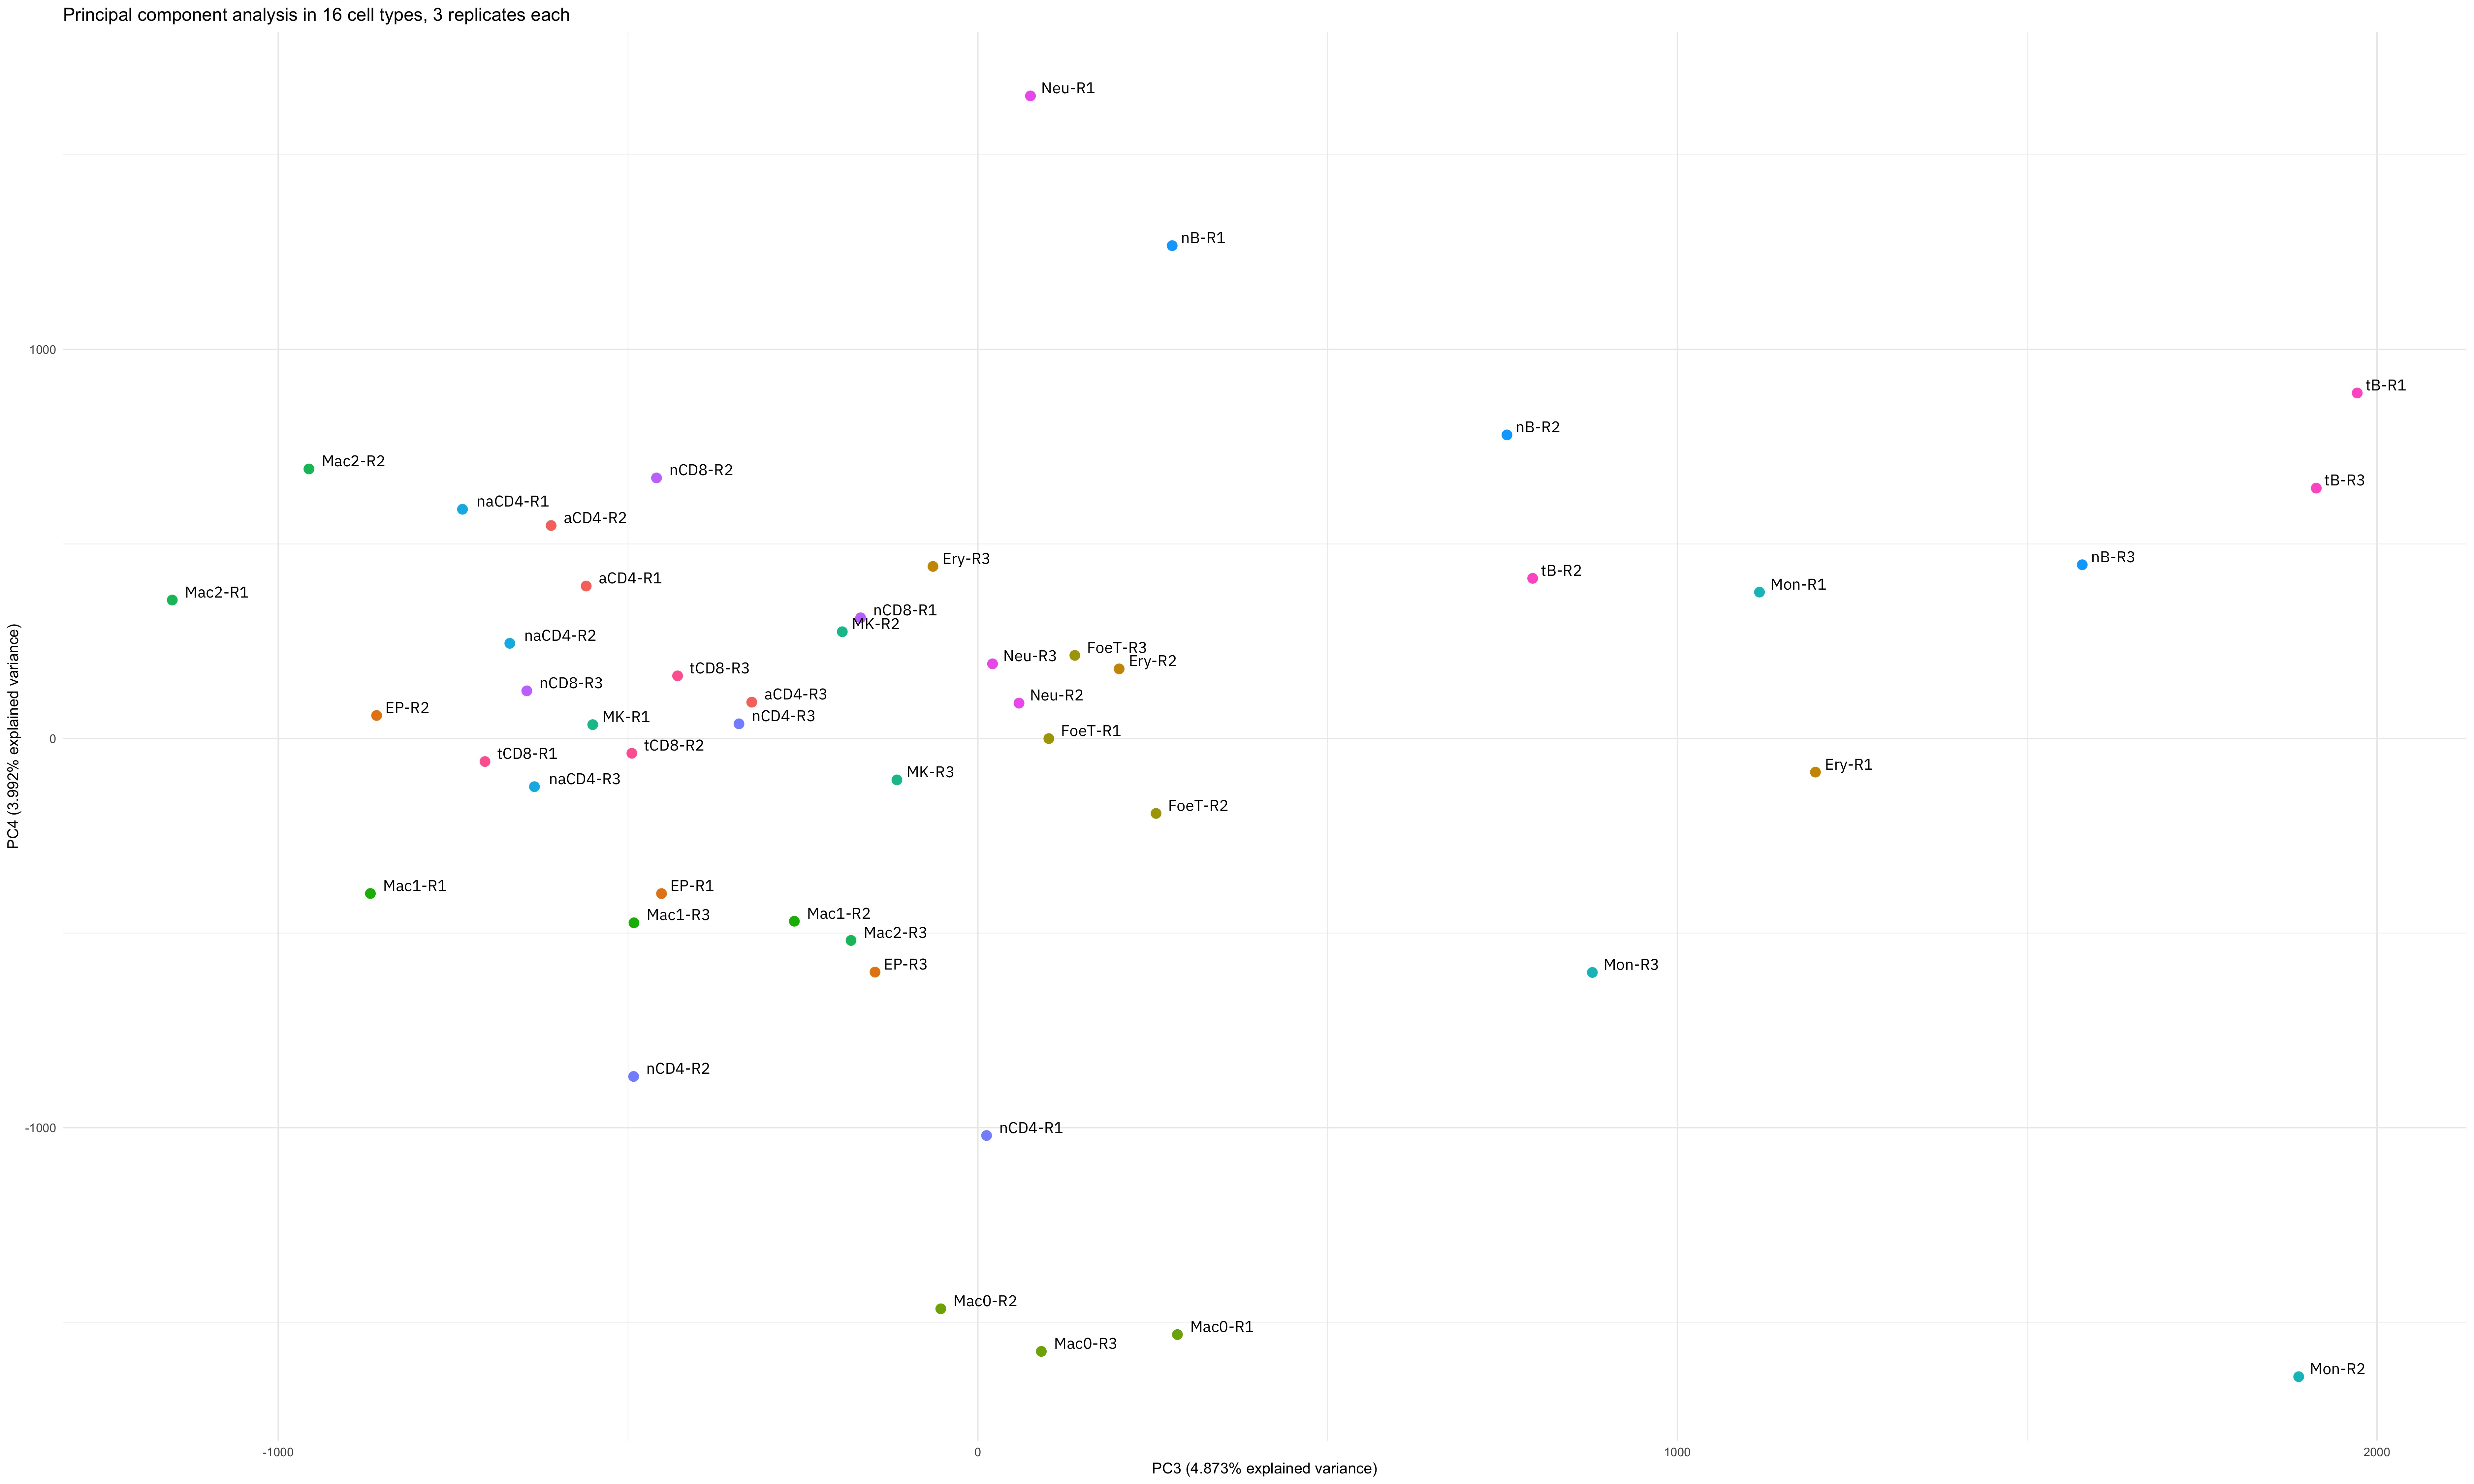 Principal component analysis in 16 cell types, 3 replicates each
Neu-R1
nB-R1
1000
tB-R1
nB-R2
Mac2-R2
nCD8-R2
tB-R3
naCD4-R1
aCD4-R2
Ery-R3
nB-R3
tB-R2
aCD4-R1
Mon-R1
Mac2-R1
nCD8-R1
MK-R2
naCD4-R2
FoeT-R3
Neu-R3
Ery-R2
tCD8-R3
nCD8-R3
aCD4-R3
Neu-R2
EP-R2
MK-R1
nCD4-R3
FoeT-R1
0
tCD8-R2
tCD8-R1
Ery-R1
MK-R3
naCD4-R3
FoeT-R2
PC4 (3.992% explained variance)
Mac1-R1
EP-R1
Mac1-R3
Mac1-R2
Mac2-R3
EP-R3
Mon-R3
nCD4-R2
-1000
nCD4-R1
Mac0-R2
Mac0-R1
Mac0-R3
Mon-R2
-1000
0
1000
2000
PC3 (4.873% explained variance)